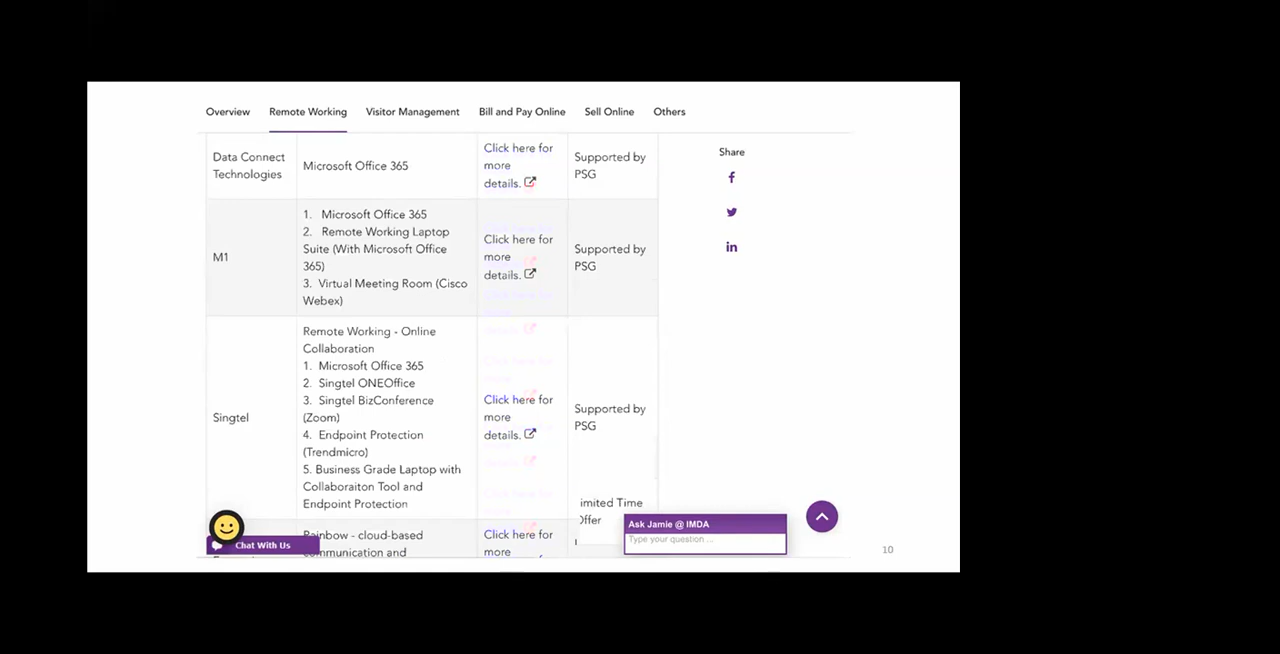 Overview Remote Working Visitor Management Bill and Pay Online Sell Online Others
Data Connect
Technologies
Microsoft Office 365
Click here for
more
details.
Supported by
PSG
M1
1. Microsoft Office 365
2. Remote Working Laptop
Suite (With Microsoft Office
365)
3. Virtual Meeting Room (Cisco
Webex)
Click here for
more
details.
Supported by
PSG
Singtel
Remote Working - Online
Collaboration
1. Microsoft Office 365
2. Singtel ONEOffice
3. Singtel BizConference
(Zoom)
4. Endpoint Protection
(Trendmicro)
5. Business Grade Laptop with
Collaboraiton Tool and
Endpoint Protection
Click here for
more
details.
Supported by
PSG
Rainbow - cloud-based
communication and
Click here for
more
imited Time
Offer
Share
f
in
Chat With Us
Ask Jamie @ IMDA
Type your question ...
10